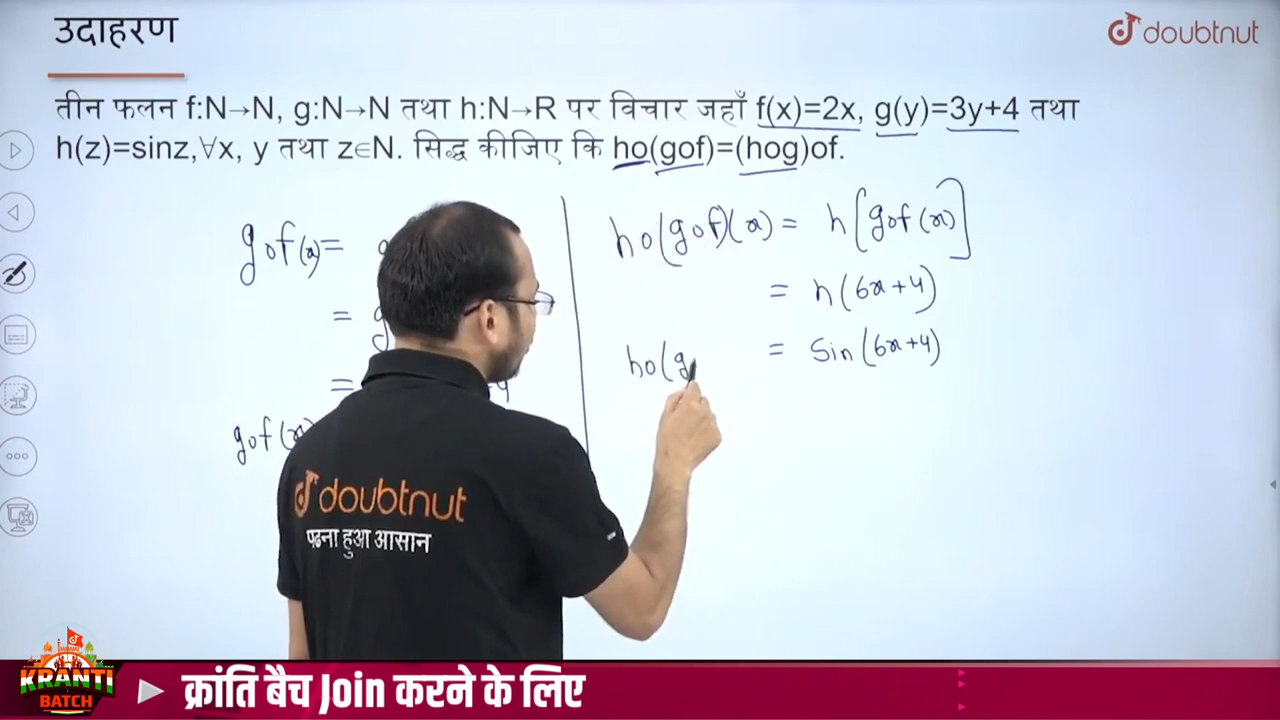 उदाहरण
doubtnut
तीन फलन f:N→N, g:N→N तथा h:N→R पर विचार जहाँ f(x)=2x, g(y)=3y+4 तथा
h(z)=sinz,∀x, y तथा z∈N. सिद्ध कीजिए कि ho(gof)=(hog)of.
gof(x)=
=
=
gof(x)
ho(gof)(x) = h[gof(x)]
= h(6x+4)
ho(g = Sin(6x+4)
doubtnut
पढना हुआ आसान
KRANTI
BATCH
क्रांति बैच Join करने के लिए